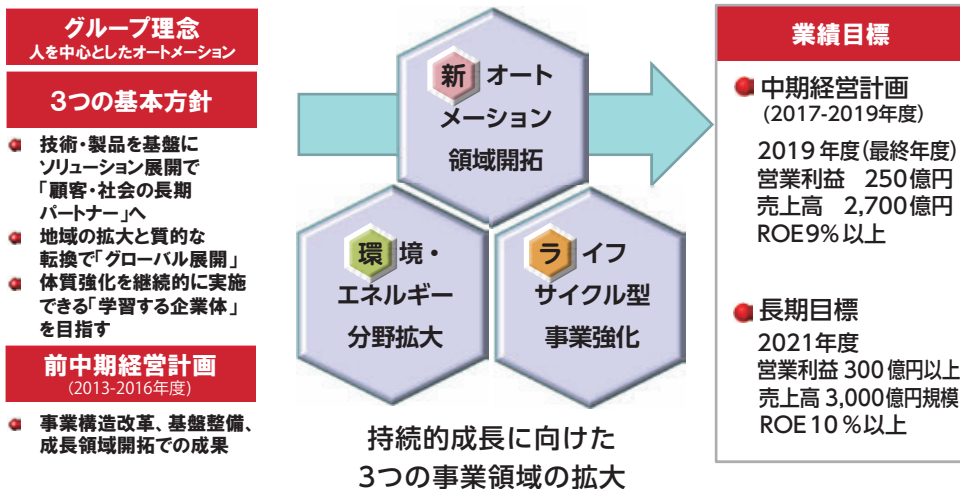 グループ理念
人を中心としたオートメーション
3つの基本方針
技術・製品を基盤に
ソリューション展開で
「顧客・社会の長期
パートナー」へ
地域の拡大と質的な
転換で「グローバル展開」
体質強化を継続的に実施
できる「学習する企業体」
を目指す
前中期経営計画
(2013-2016年度)
事業構造改革、基盤整備、
成長領域開拓での成果
新 オート
メーション
領域開拓
環 境・
エネルギー
分野拡大
ラ イフ
サイクル型
事業強化
持続的成長に向けた
3つの事業領域の拡大
業績目標
中期経営計画
(2017-2019年度)
2019年度(最終年度)
営業利益 250億円
売上高 2,700億円
ROE9%以上
長期目標
2021年度
営業利益 300億円以上
売上高 3,000億円規模
ROE10%以上